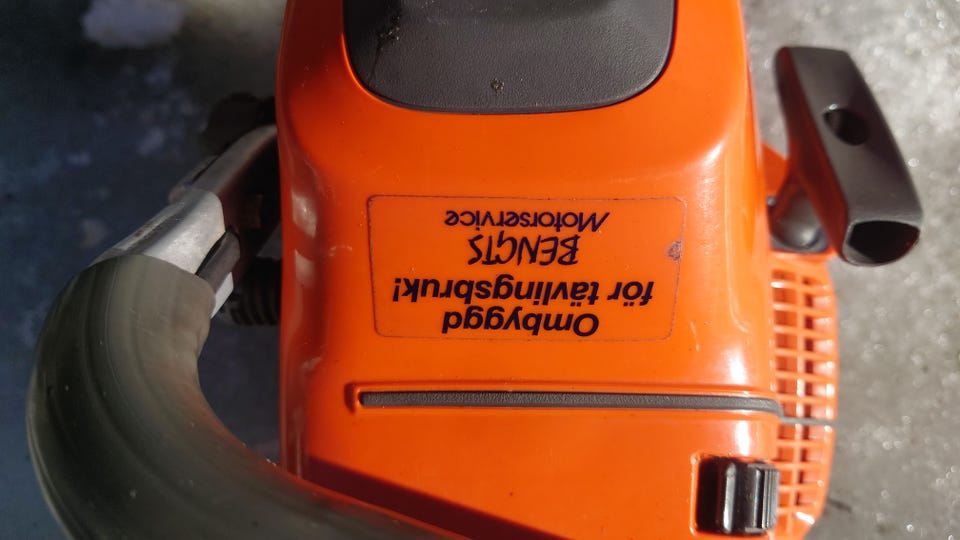 Ombyggd
för tävlingsbruk!
BENGTS
Motorservice